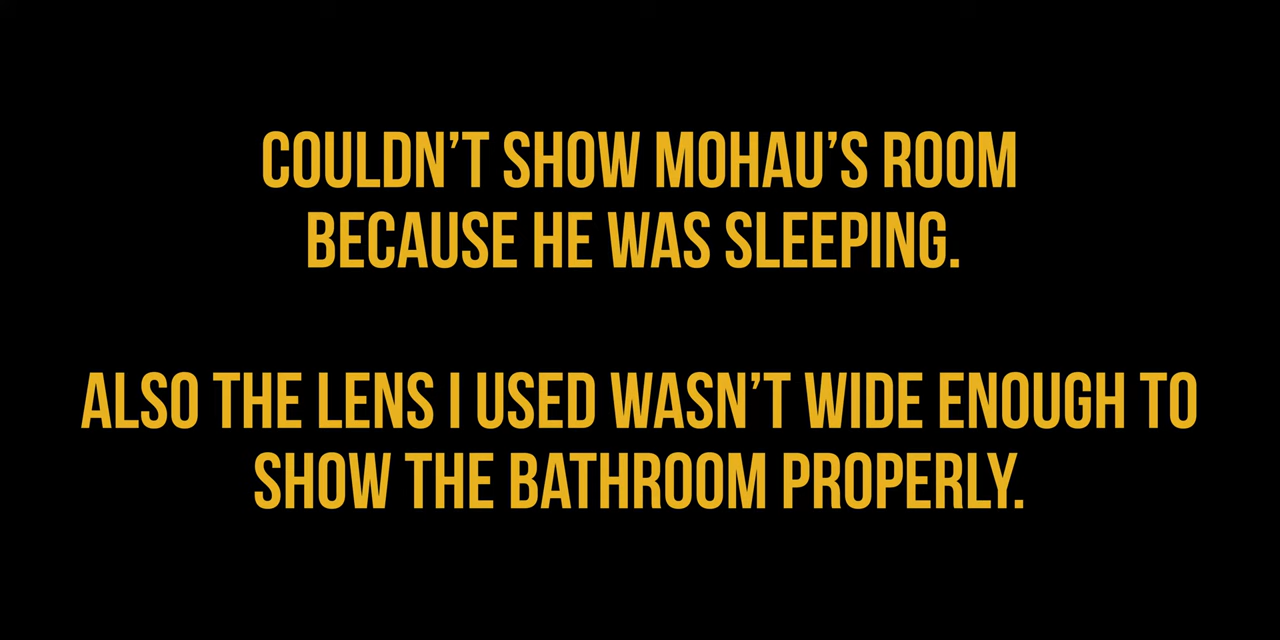 COULDN’T SHOW MOHAU’S ROOM
BECAUSE HE WAS SLEEPING.
ALSO THE LENS I USED WASN’T WIDE ENOUGH TO
SHOW THE BATHROOM PROPERLY.